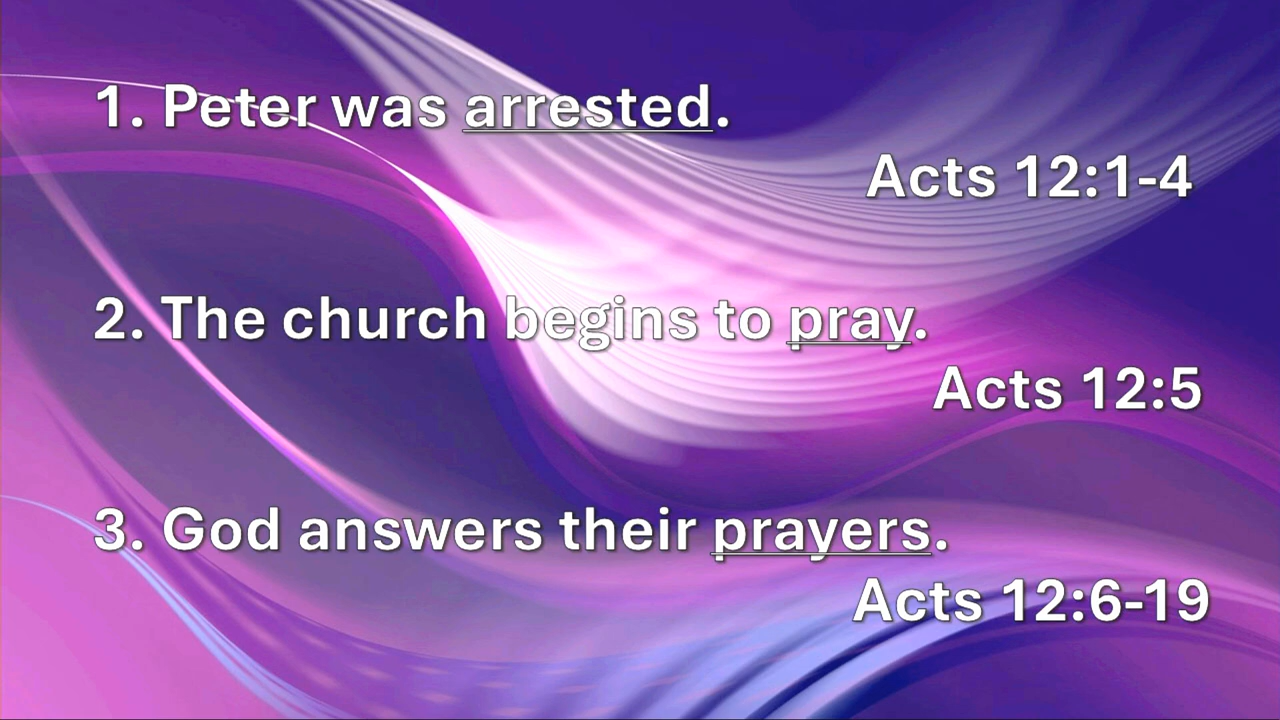 1. Peter was arrested.
Acts 12:1-4
2. The church begins to pray.
Acts 12:5
3. God answers their prayers.
Acts 12:6-19